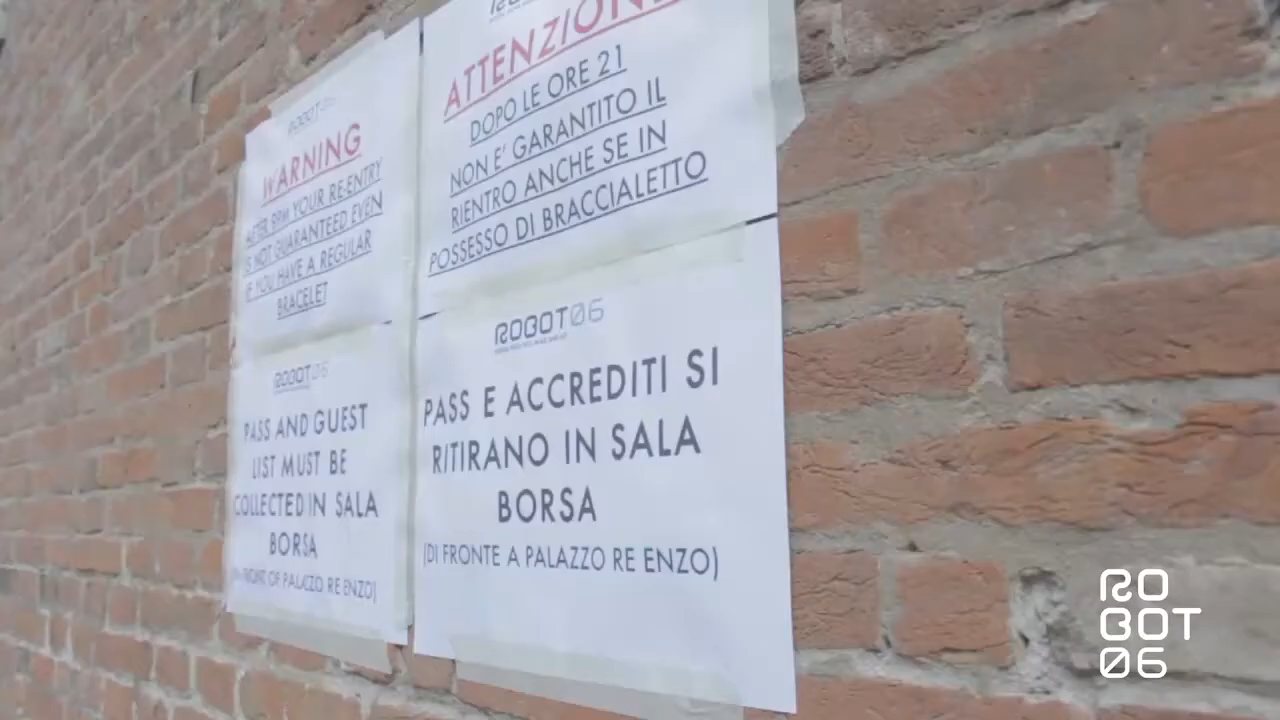 ROBOT06
WARNING
AFTER 9PM YOUR RE-ENTRY
IS NOT GUARANTEED EVEN
IF YOU HAVE A REGULAR
BRACELET
ATTENZIONE
DOPO LE ORE 21
NON E' GARANTITO IL
RIENTRO ANCHE SE IN
POSSESSO DI BRACCIALETTO
ROBOT06
PASS AND GUEST
LIST MUST BE
COLLECTED IN SALA
BORSA
(IN FRONT OF PALAZZO RE ENZO)
ROBOT06
PASS E ACCREDITI SI
RITIRANO IN SALA
BORSA
(DI FRONTE A PALAZZO RE ENZO)
RO
BOT
06